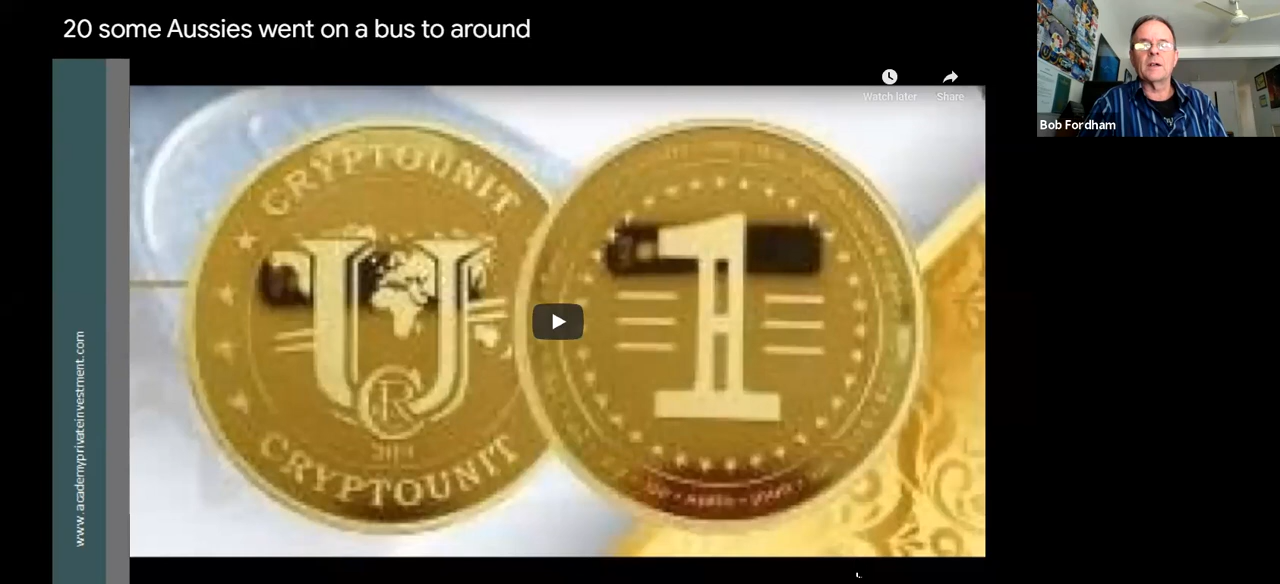 20 some Aussies went on a bus to around
Watch later
Share
Bob Fordham
CRYPTOUNIT
1
U
CR
CRYPTOUNIT
www.academyprivateinvestment.com